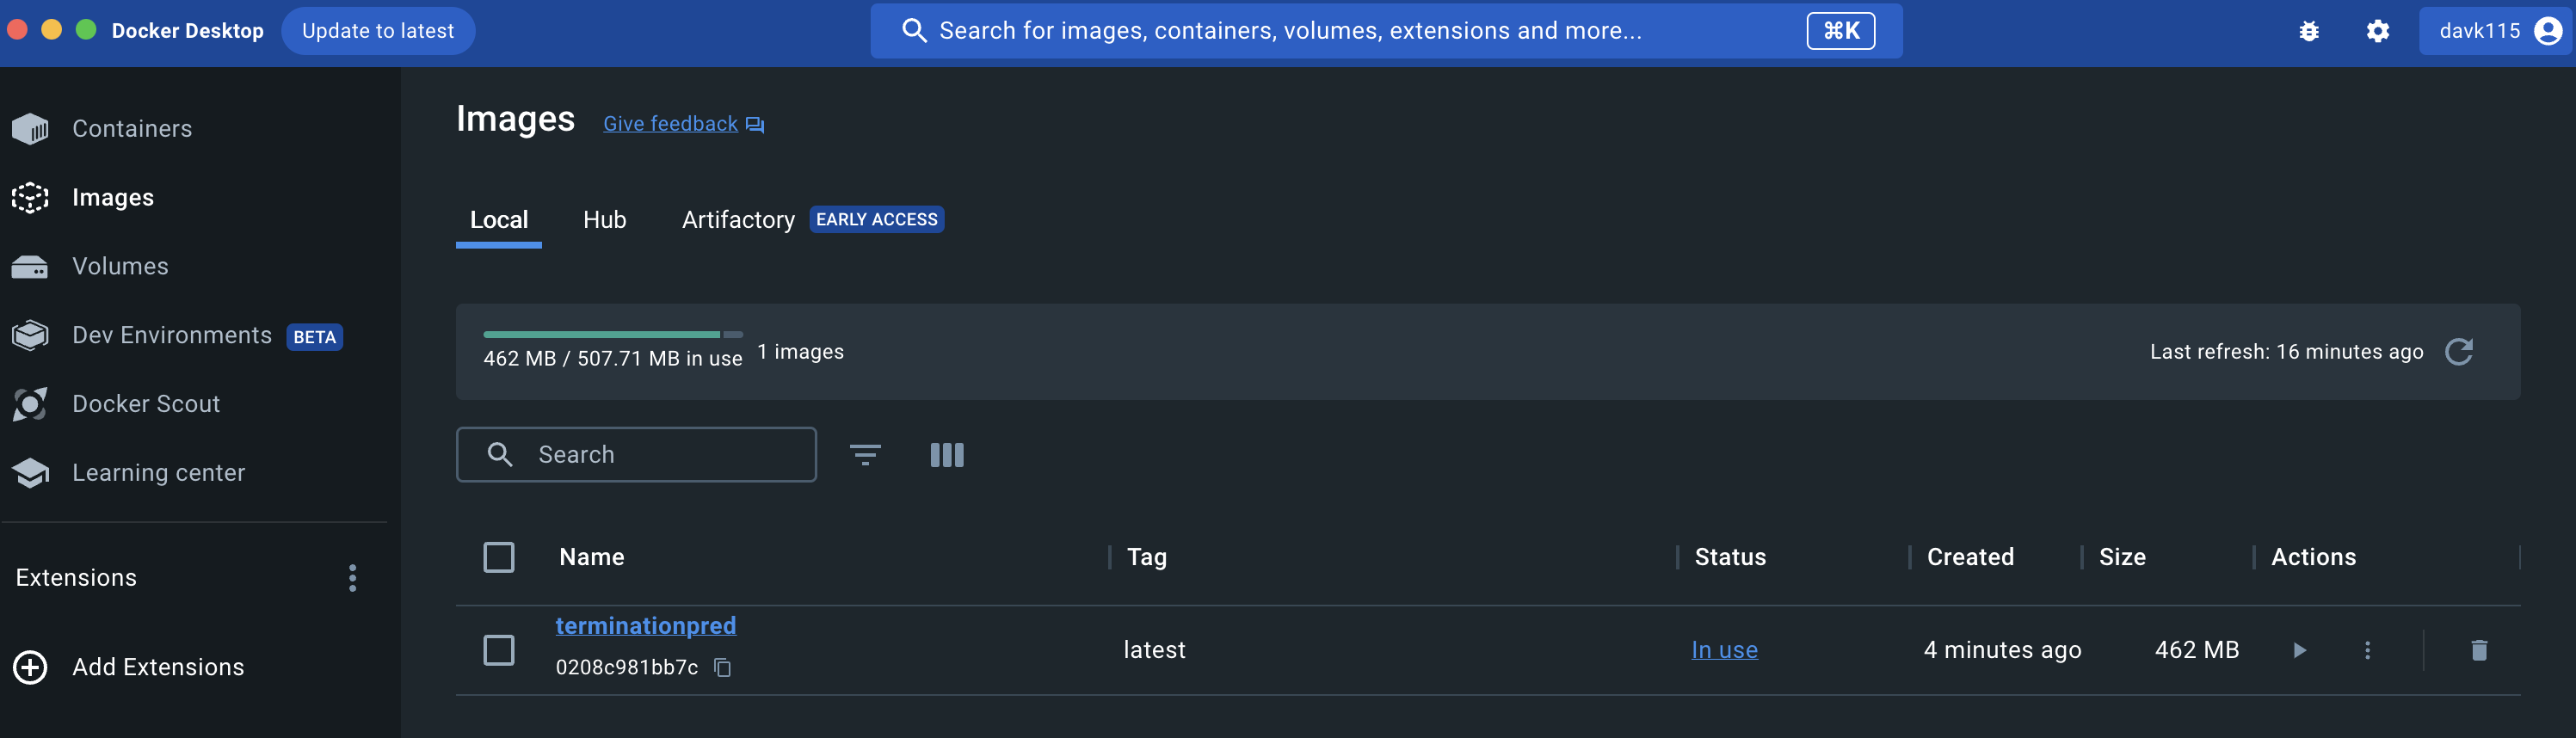 Docker Desktop
Update to latest
Search for images, containers, volumes, extensions and more...
⌘K
davk115
Containers
Images
Volumes
Dev Environments BETA
Docker Scout
Learning center
Extensions
Add Extensions
Images Give feedback
Local Hub Artifactory EARLY ACCESS
462 MB / 507.71 MB in use 1 images
Last refresh: 16 minutes ago
Search
Name Tag Status Created Size Actions
terminationpred
0208c981bb7c
latest In use 4 minutes ago 462 MB